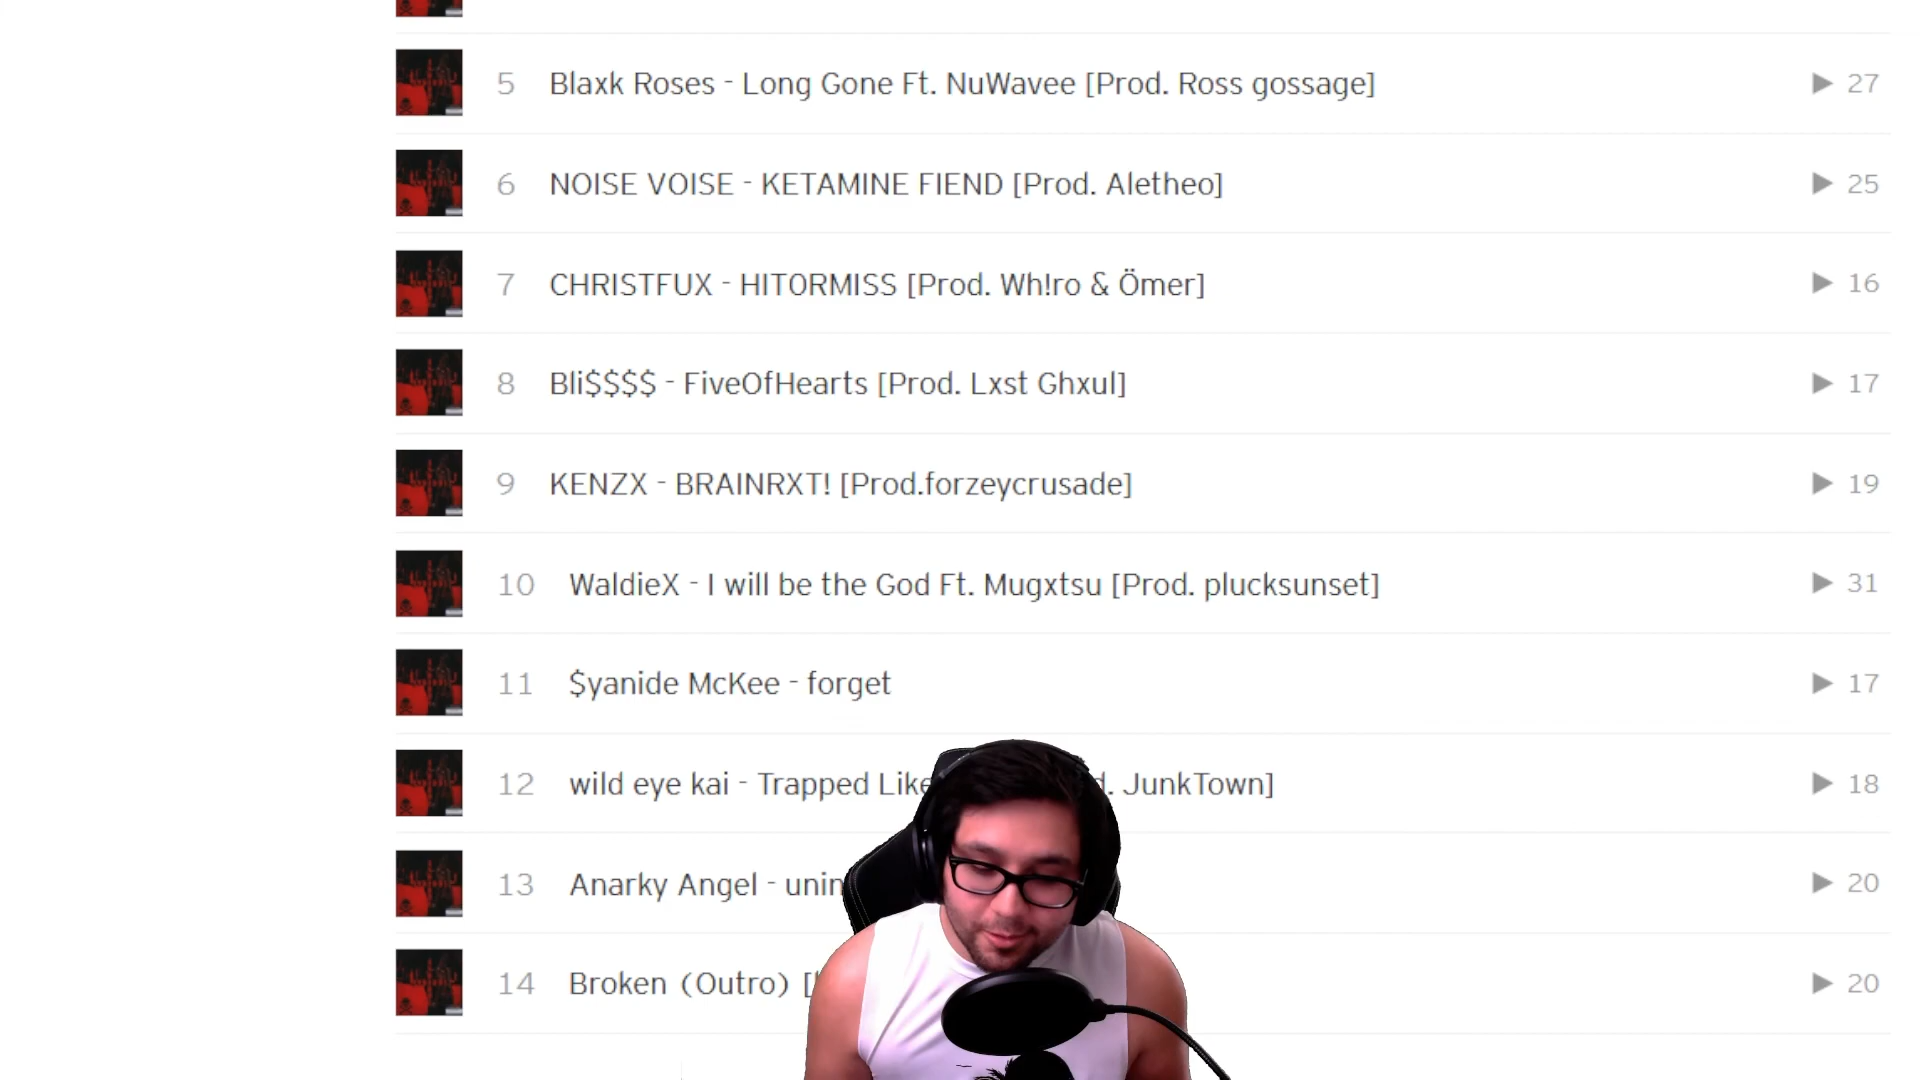 5 Blaxk Roses - Long Gone Ft. NuWavee [Prod. Ross gossage] 27
6 NOISE VOISE - KETAMINE FIEND [Prod. Aletheo] 25
7 CHRISTFUX - HITORMISS [Prod. Wh!ro & Ömer] 16
8 Bli$$$$ - FiveOfHearts [Prod. Lxst Ghxul] 17
9 KENZX - BRAINRXT! [Prod.forzeycrusade] 19
10 WaldieX - I will be the God Ft. Mugxtsu [Prod. plucksunset] 31
11 $yanide McKee - forget 17
12 wild eye kai - Trapped Like JunkTown] 18
13 Anarky Angel - 20
14 Broken (Outro) [ 20